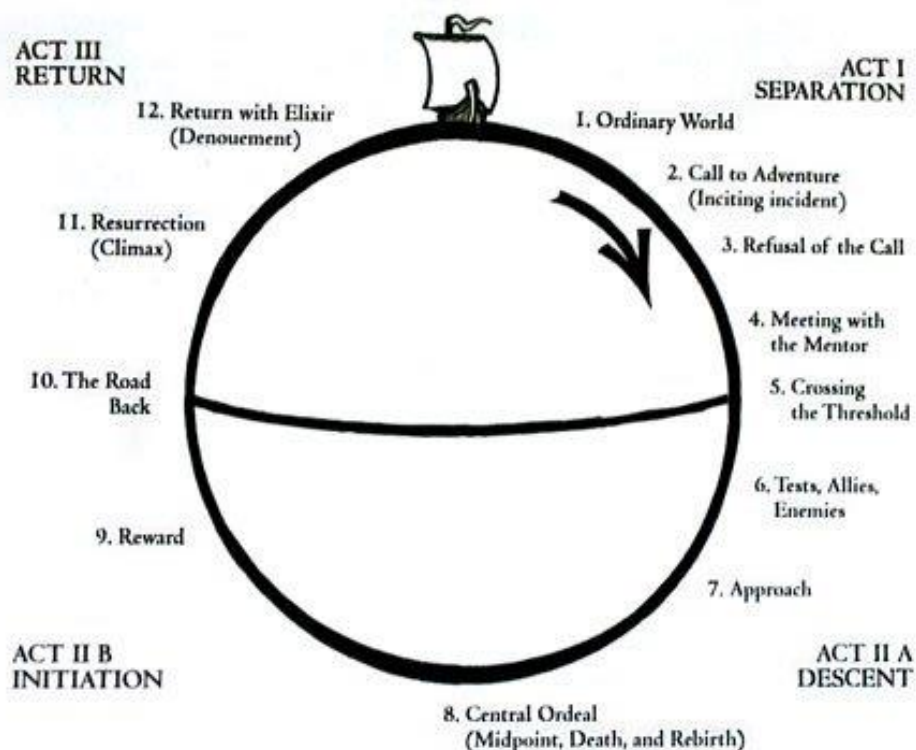 ACT III
RETURN
ACT I
SEPARATION
12. Return with Elixir
(Denouement)
1. Ordinary World
2. Call to Adventure
(Inciting incident)
11. Resurrection
(Climax)
3. Refusal of the Call
4. Meeting with
the Mentor
10. The Road
Back
5. Crossing
the Threshold
6. Tests, Allies,
Enemies
9. Reward
7. Approach
ACT II B
INITIATION
ACT II A
DESCENT
8. Central Ordeal
(Midpoint, Death, and Rebirth)